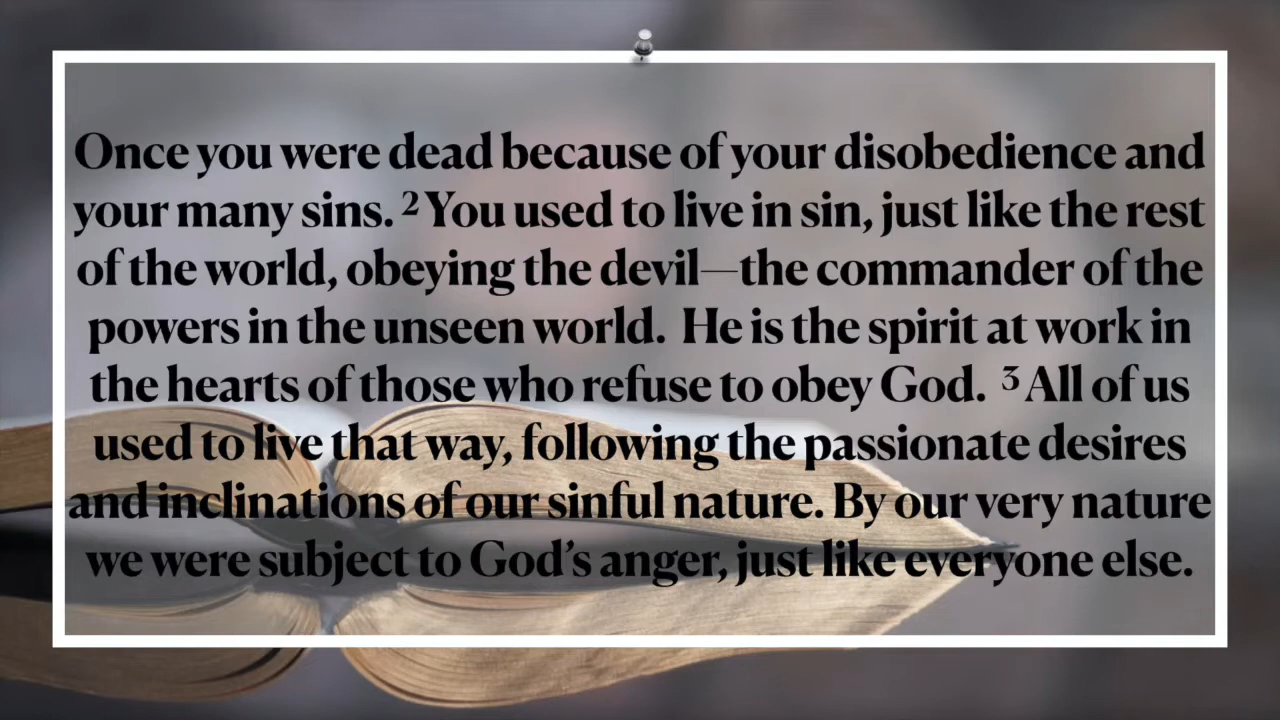 Once you were dead because of your disobedience and
your many sins. ² You used to live in sin, just like the rest
of the world, obeying the devil—the commander of the
powers in the unseen world.  He is the spirit at work in
the hearts of those who refuse to obey God.  ³ All of us
used to live that way, following the passionate desires
and inclinations of our sinful nature. By our very nature
we were subject to God’s anger, just like everyone else.